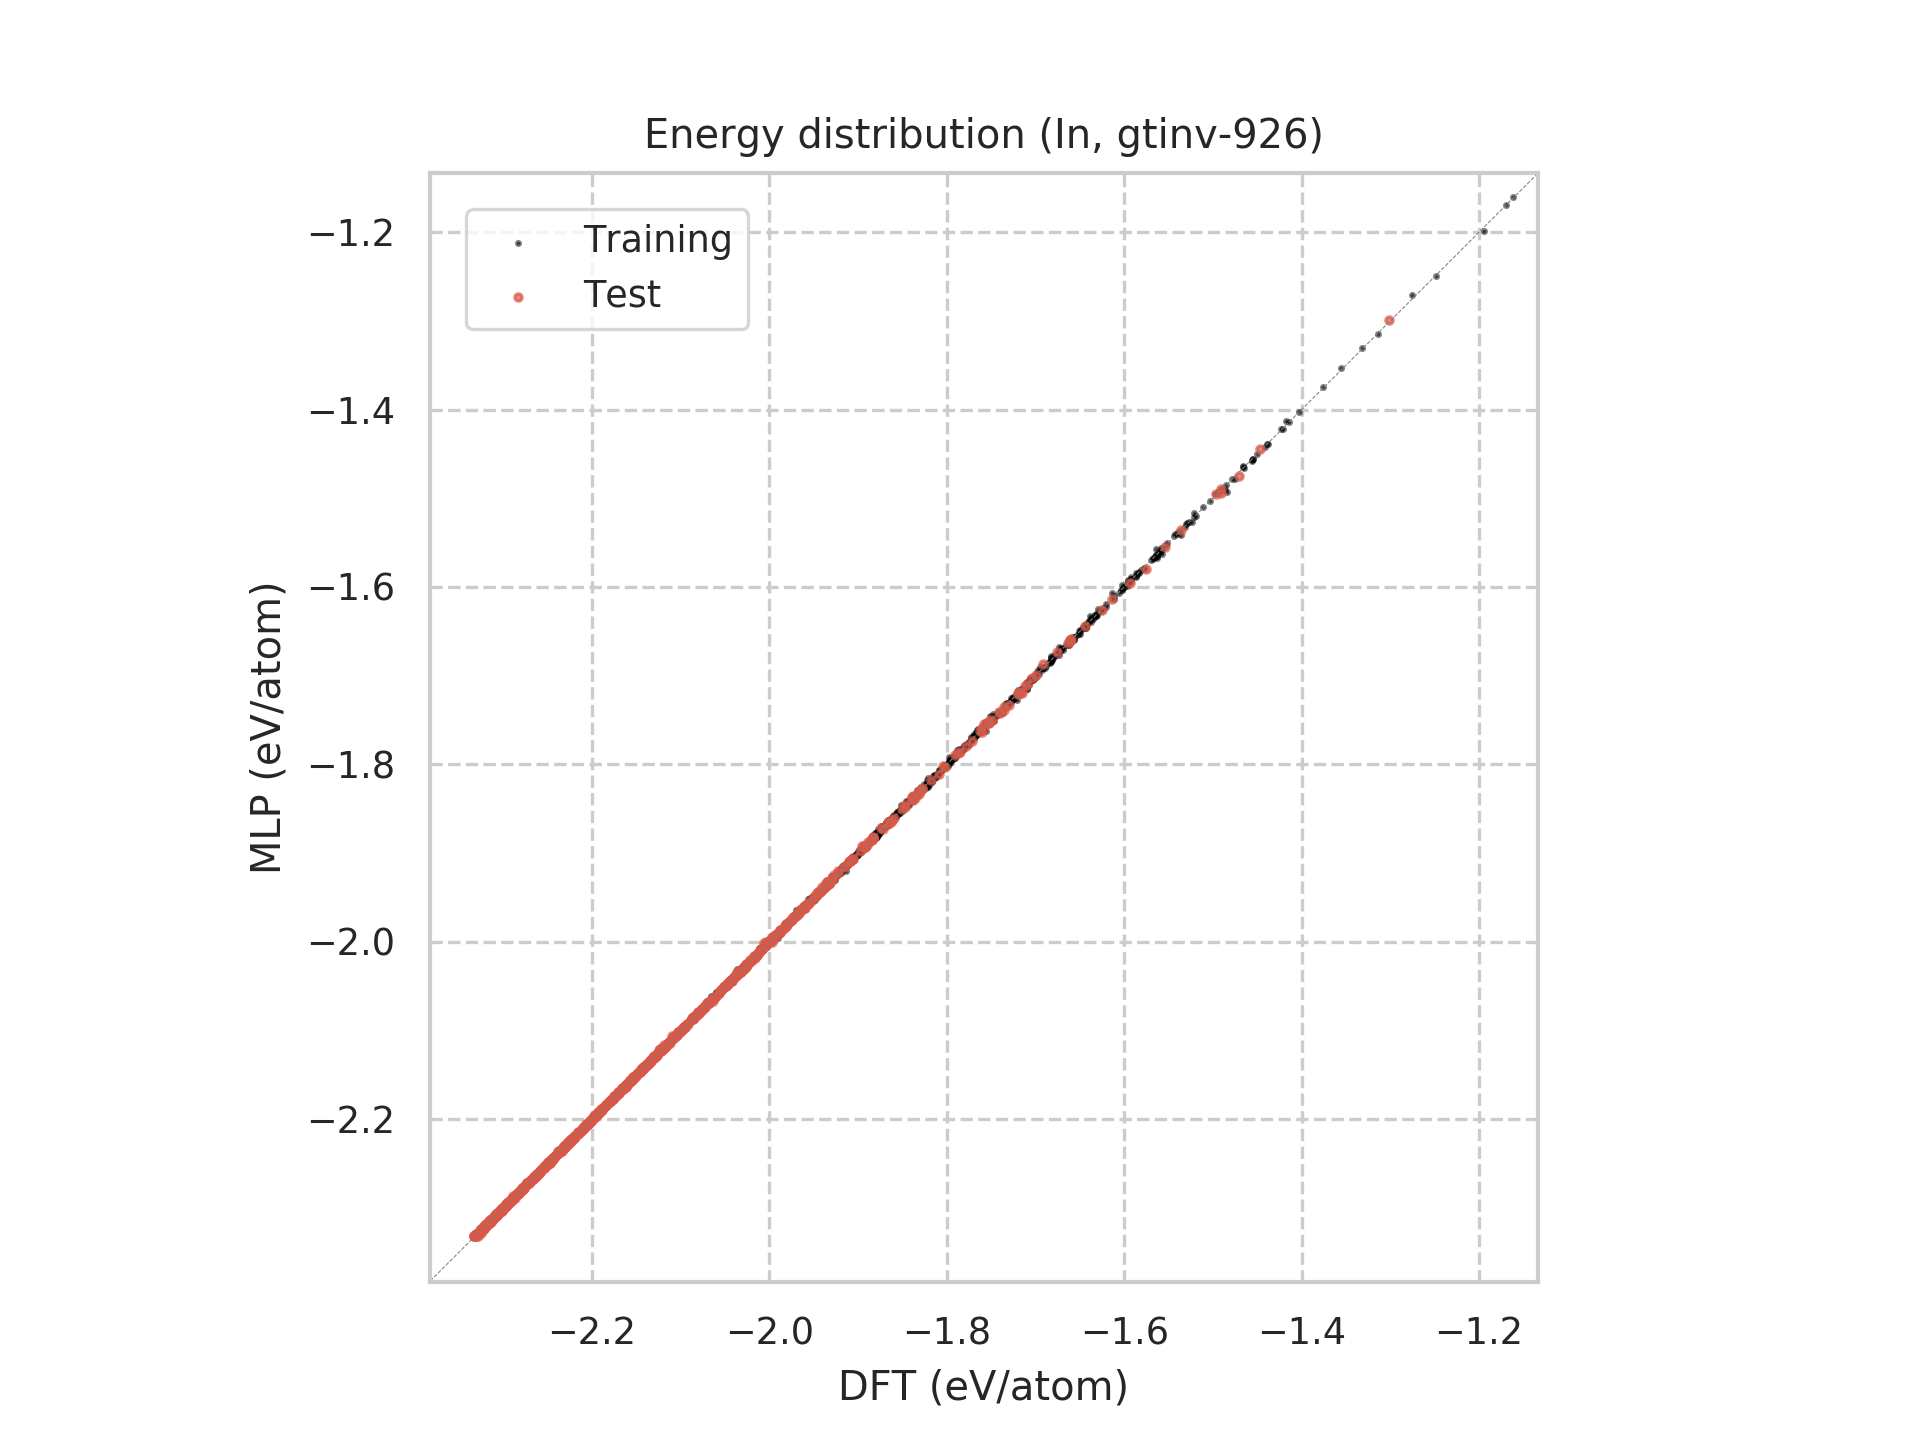 Energy distribution (In, gtinv-926)
Training
Test
−1.2
−1.4
−1.6
−1.8
−2.0
−2.2
MLP (eV/atom)
−2.2 −2.0 −1.8 −1.6 −1.4 −1.2
DFT (eV/atom)